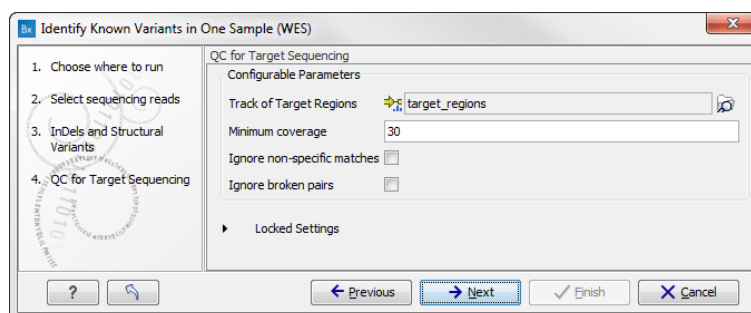 Bx Identify Known Variants in One Sample (WES)
1. Choose where to run
2. Select sequencing reads
3. InDels and Structural
Variants
4. QC for Target Sequencing
QC for Target Sequencing
Configurable Parameters
Track of Target Regions target_regions
Minimum coverage 30
Ignore non-specific matches
Ignore broken pairs
Locked Settings
? Previous Next Finish Cancel